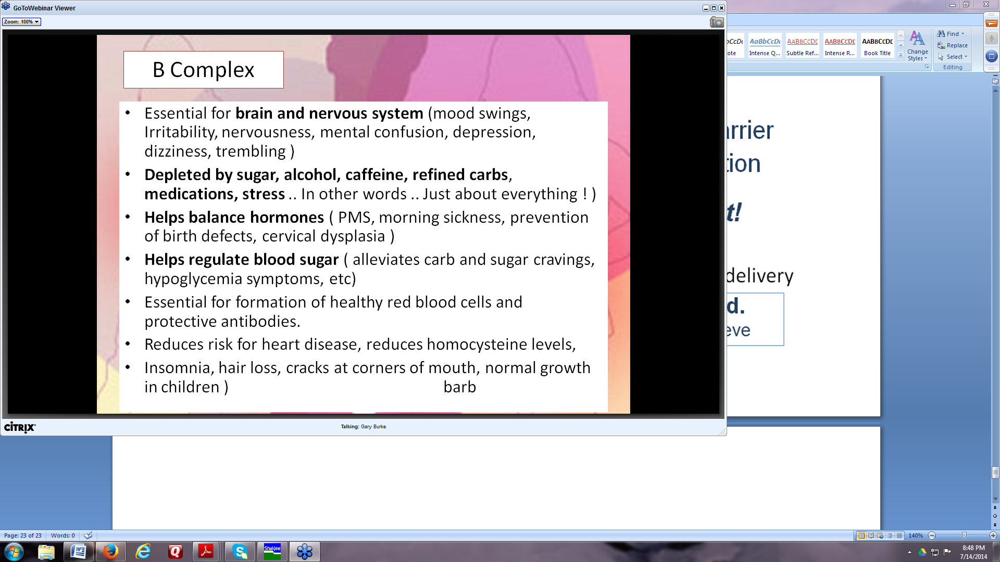 GoToWebinar Viewer
Zoom: 100%
B Complex
• Essential for brain and nervous system (mood swings,
Irritability, nervousness, mental confusion, depression,
dizziness, trembling )
• Depleted by sugar, alcohol, caffeine, refined carbs,
medications, stress .. In other words .. Just about everything ! )
• Helps balance hormones ( PMS, morning sickness, prevention
of birth defects, cervical dysplasia )
• Helps regulate blood sugar ( alleviates carb and sugar cravings,
hypoglycemia symptoms, etc)
• Essential for formation of healthy red blood cells and
protective antibodies.
• Reduces risk for heart disease, reduces homocysteine levels,
• Insomnia, hair loss, cracks at corners of mouth, normal growth
in children ) barb
CITRIX
Talking: Gary Burke
AaBbCcDc AABBCCDE AABBCCDE AABBCCDE
ote Intense Q... Subtle Ref... Intense R... Book Title
Change
Styles
Find
Replace
Select
Editing
arrier
tion
t!
delivery
d.
eve
Page: 23 of 23 Words: 0
140%
Shaklee
8:48 PM
7/14/2014